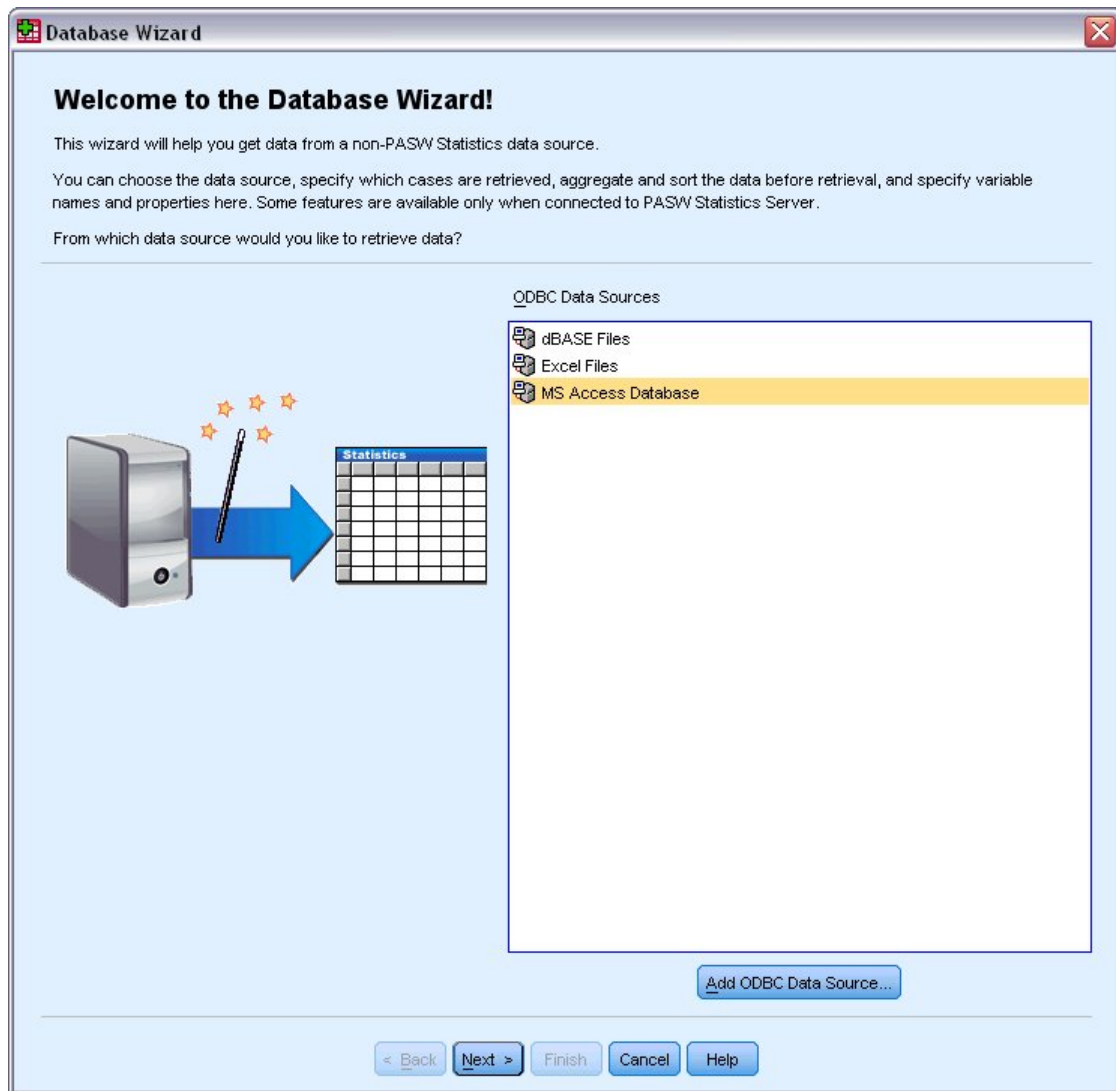 Database Wizard
Welcome to the Database Wizard!
This wizard will help you get data from a non-PASW Statistics data source.
You can choose the data source, specify which cases are retrieved, aggregate and sort the data before retrieval, and specify variable
names and properties here. Some features are available only when connected to PASW Statistics Server.
From which data source would you like to retrieve data?
ODBC Data Sources
dBASE Files
Excel Files
MS Access Database
Statistics
Add ODBC Data Source...
< Back
Next >
Finish
Cancel
Help